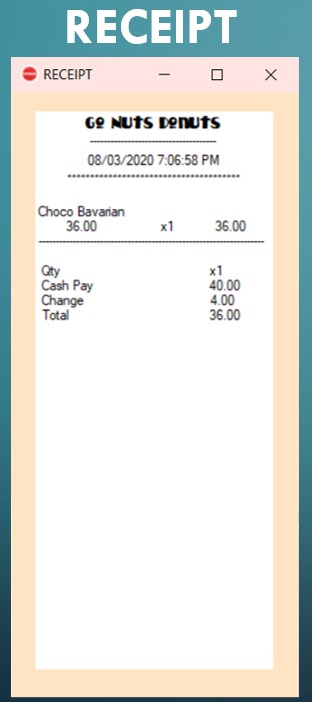 RECEIPT
RECEIPT
Go NUTS DoNUTS
------------------------------------
08/03/2020 7:06:58 PM
****************************************
Choco Bavarian
36.00 x1 36.00
----------------------------------------------------------------
Qty x1
Cash Pay 40.00
Change 4.00
Total 36.00